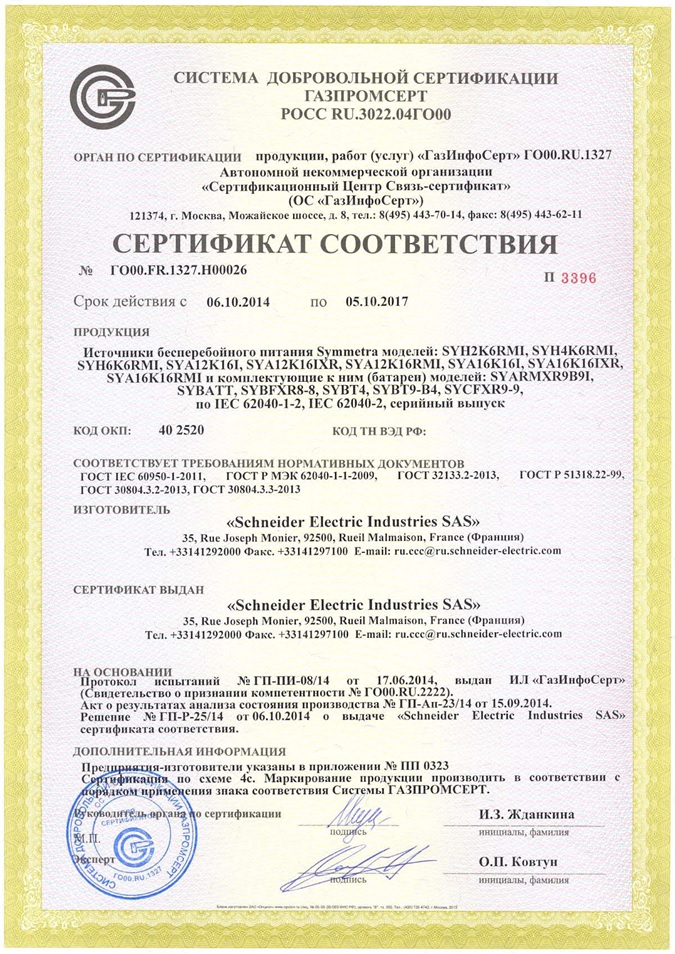 СИСТЕМА ДОБРОВОЛЬНОЙ СЕРТИФИКАЦИИ
ГАЗПРОМСЕРТ
РОСС RU.3022.04ГО00
ОРГАН ПО СЕРТИФИКАЦИИ продукции, работ (услуг) «ГазИнфоСерт» ГО00.RU.1327
Автономной некоммерческой организации
«Сертификационный Центр Связь-сертификат»
(ОС «ГазИнфоСерт»)
121374, г. Москва, Можайское шоссе, д. 8, тел.: 8(495) 443-70-14, факс: 8(495) 443-62-11
СЕРТИФИКАТ СООТВЕТСТВИЯ
№ ГО00.FR.1327.Н00026
П 3396
Срок действия с 06.10.2014 по 05.10.2017
ПРОДУКЦИЯ
Источники бесперебойного питания Symmetra моделей: SYH2K6RMI, SYH4K6RMI,
SYH6K6RMI, SYA12K16I, SYA12K16IXR, SYA12K16RMI, SYA16K16I, SYA16K16IXR,
SYA16K16RMI и комплектующие к ним (батареи) моделей: SYARMXR9B9I,
SYBATT, SYBFXR8-8, SYBT4, SYBT9-B4, SYCFXR9-9,
по IEC 62040-1-2, IEC 62040-2, серийный выпуск
КОД ОКП: 40 2520 КОД ТН ВЭД РФ:
СООТВЕТСТВУЕТ ТРЕБОВАНИЯМ НОРМАТИВНЫХ ДОКУМЕНТОВ
ГОСТ IEC 60950-1-2011, ГОСТ Р МЭК 62040-1-1-2009, ГОСТ 32133.2-2013, ГОСТ Р 51318.22-99,
ГОСТ 30804.3.2-2013, ГОСТ 30804.3.3-2013
ИЗГОТОВИТЕЛЬ
«Schneider Electric Industries SAS»
35, Rue Joseph Monier, 92500, Rueil Malmaison, France (Франция)
Тел. +33141292000 Факс. +33141297100 E-mail: ru.ccc@ru.schneider-electric.com
СЕРТИФИКАТ ВЫДАН
«Schneider Electric Industries SAS»
35, Rue Joseph Monier, 92500, Rueil Malmaison, France (Франция)
Тел. +33141292000 Факс. +33141297100 E-mail: ru.ccc@ru.schneider-electric.com
НА ОСНОВАНИИ
Протокол испытаний №ГП-ПИ-08/14 от 17.06.2014, выдан ИЛ «ГазИнфоСерт»
(Свидетельство о признании компетентности № ГО00.RU.2222).
Акт о результатах анализа состояния производства № ГП-Ап-23/14 от 15.09.2014.
Решение №ГП-Р-25/14 от 06.10.2014 о выдаче «Schneider Electric Industries SAS»
сертификата соответствия.
ДОПОЛНИТЕЛЬНАЯ ИНФОРМАЦИЯ
Предприятия-изготовители указаны в приложении № ПП 0323
Сертификация по схеме 4с. Маркирование продукции производить в соответствии с
порядком применения знака соответствия Системы ГАЗПРОМСЕРТ.
Руководитель органа по сертификации
подпись
И.З. Жданкина
инициалы, фамилия
М.П.
Эксперт
подпись
О.П. Ковтун
инициалы, фамилия
СИСТЕМА ДОБРОВОЛЬНОЙ СЕРТИФИКАЦИИ ГАЗПРОМСЕРТ
ГО00.RU.1327